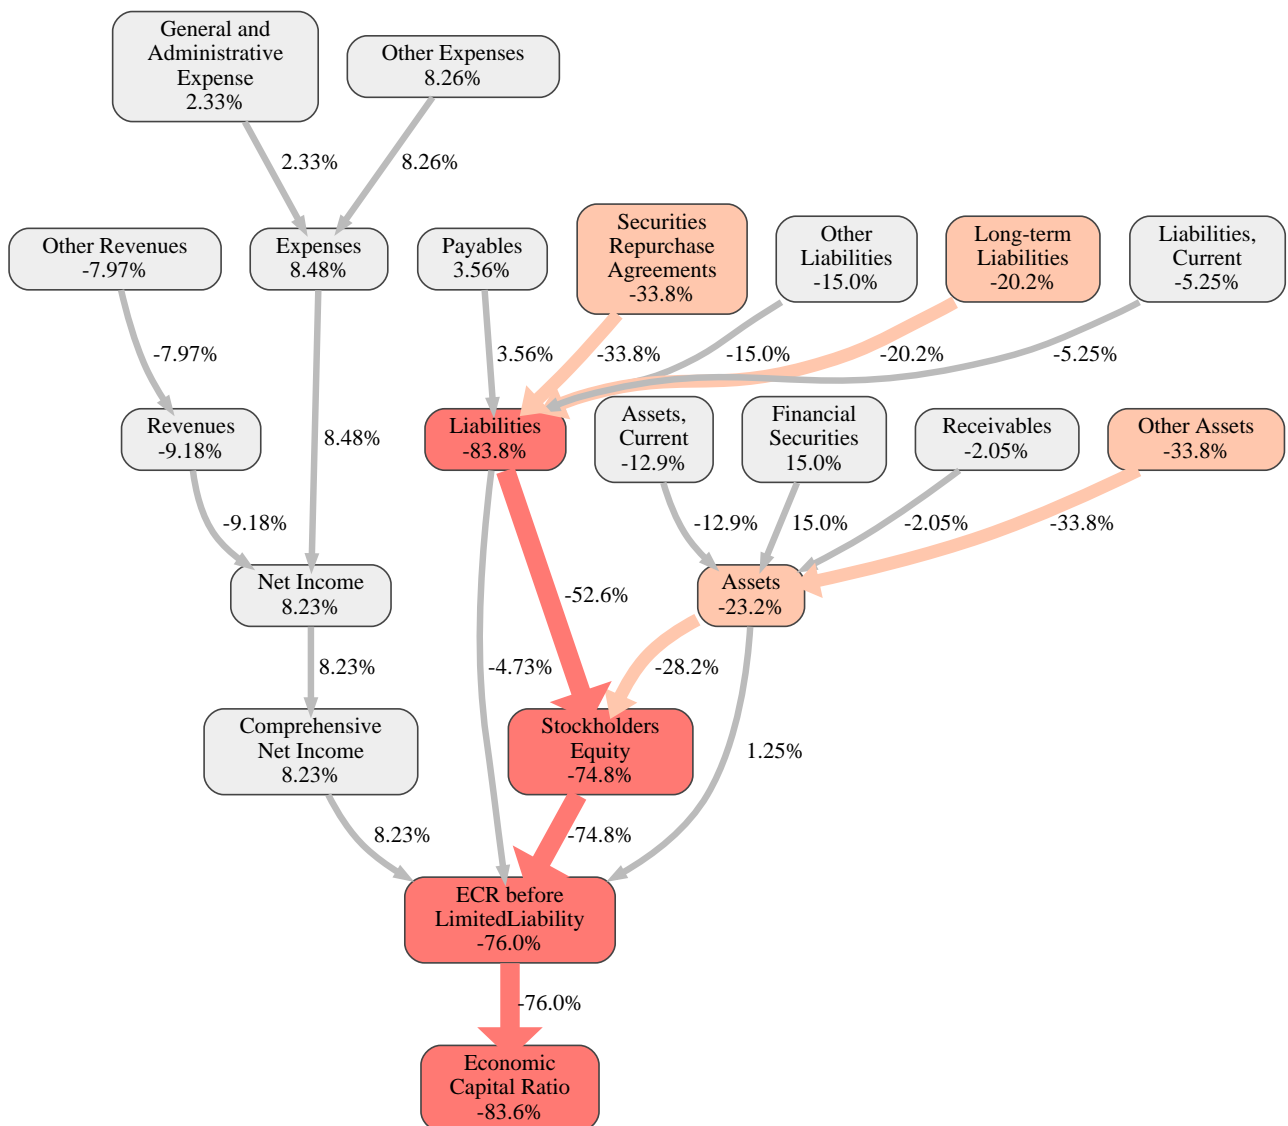 General and
Administrative
Expense
2.33%
Other Expenses
8.26%
2.33%
8.26%
Other Revenues
-7.97%
Expenses
8.48%
Payables
3.56%
Securities
Repurchase
Agreements
-33.8%
Other
Liabilities
-15.0%
Long-term
Liabilities
-20.2%
Liabilities,
Current
-5.25%
-7.97%
3.56%
-33.8%
-15.0%
-20.2%
-5.25%
Revenues
-9.18%
8.48%
Liabilities
-83.8%
Assets,
Current
-12.9%
Financial
Securities
15.0%
Receivables
-2.05%
Other Assets
-33.8%
-9.18%
-12.9%
15.0%
-2.05%
-33.8%
Net Income
8.23%
-52.6%
Assets
-23.2%
8.23%
-4.73%
-28.2%
Comprehensive
Net Income
8.23%
Stockholders
Equity
-74.8%
1.25%
8.23%
-74.8%
ECR before
LimitedLiability
-76.0%
-76.0%
Economic
Capital Ratio
-83.6%